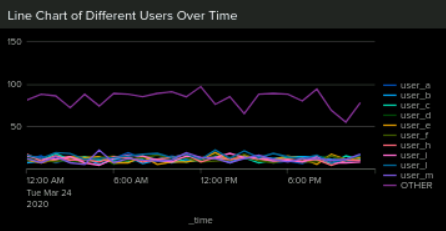 Line Chart of Different Users Over Time
150
100
50
12:00 AM
Tue Mar 24
2020
6:00 AM
12:00 PM
6:00 PM
_time
user_a
user_b
user_c
user_d
user_e
user_f
user_h
user_i
user_m
OTHER